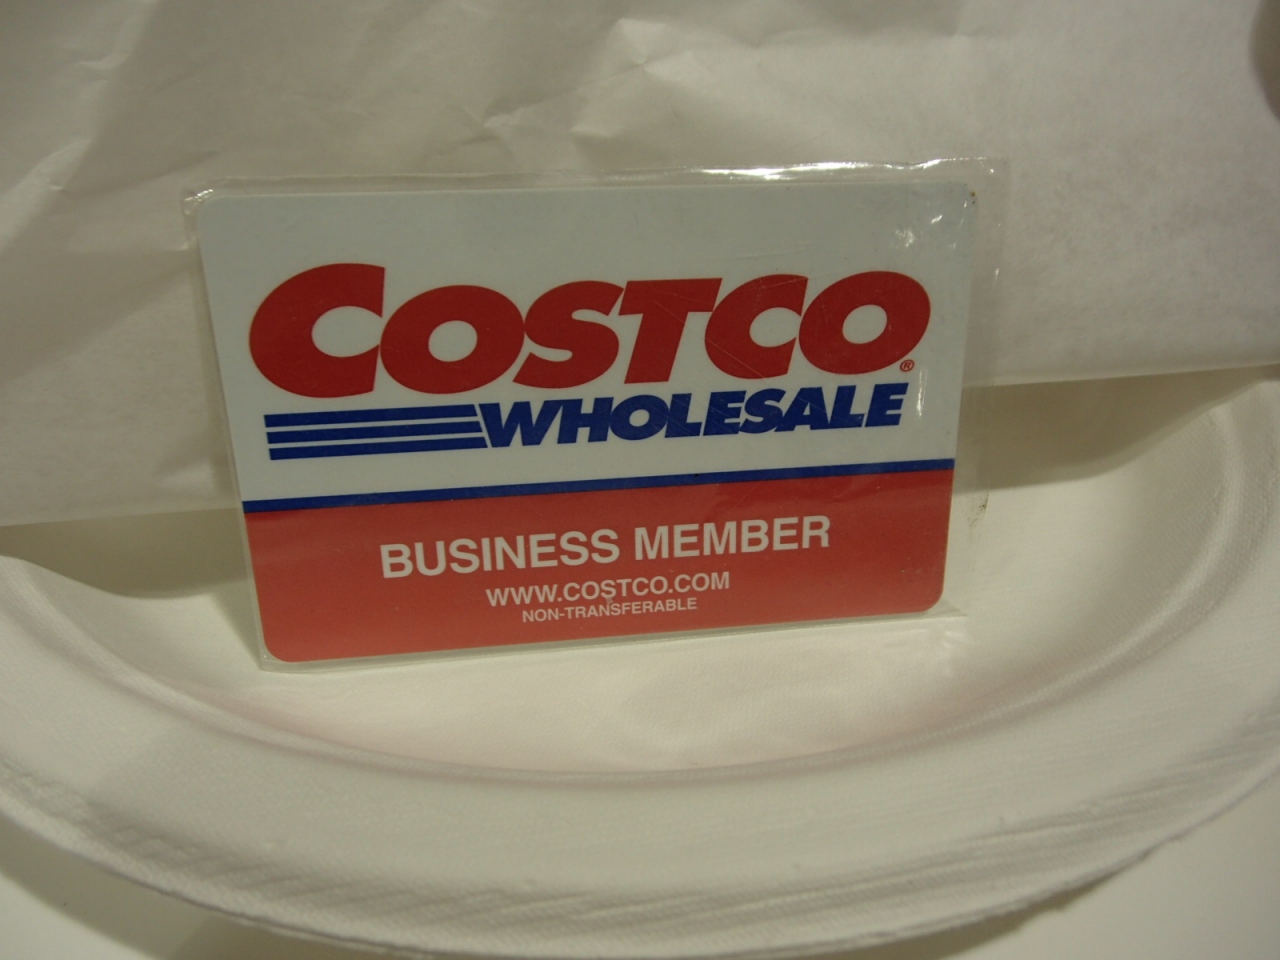 COSTCO®
WHOLESALE
BUSINESS MEMBER
WWW.COSTCO.COM
NON-TRANSFERABLE